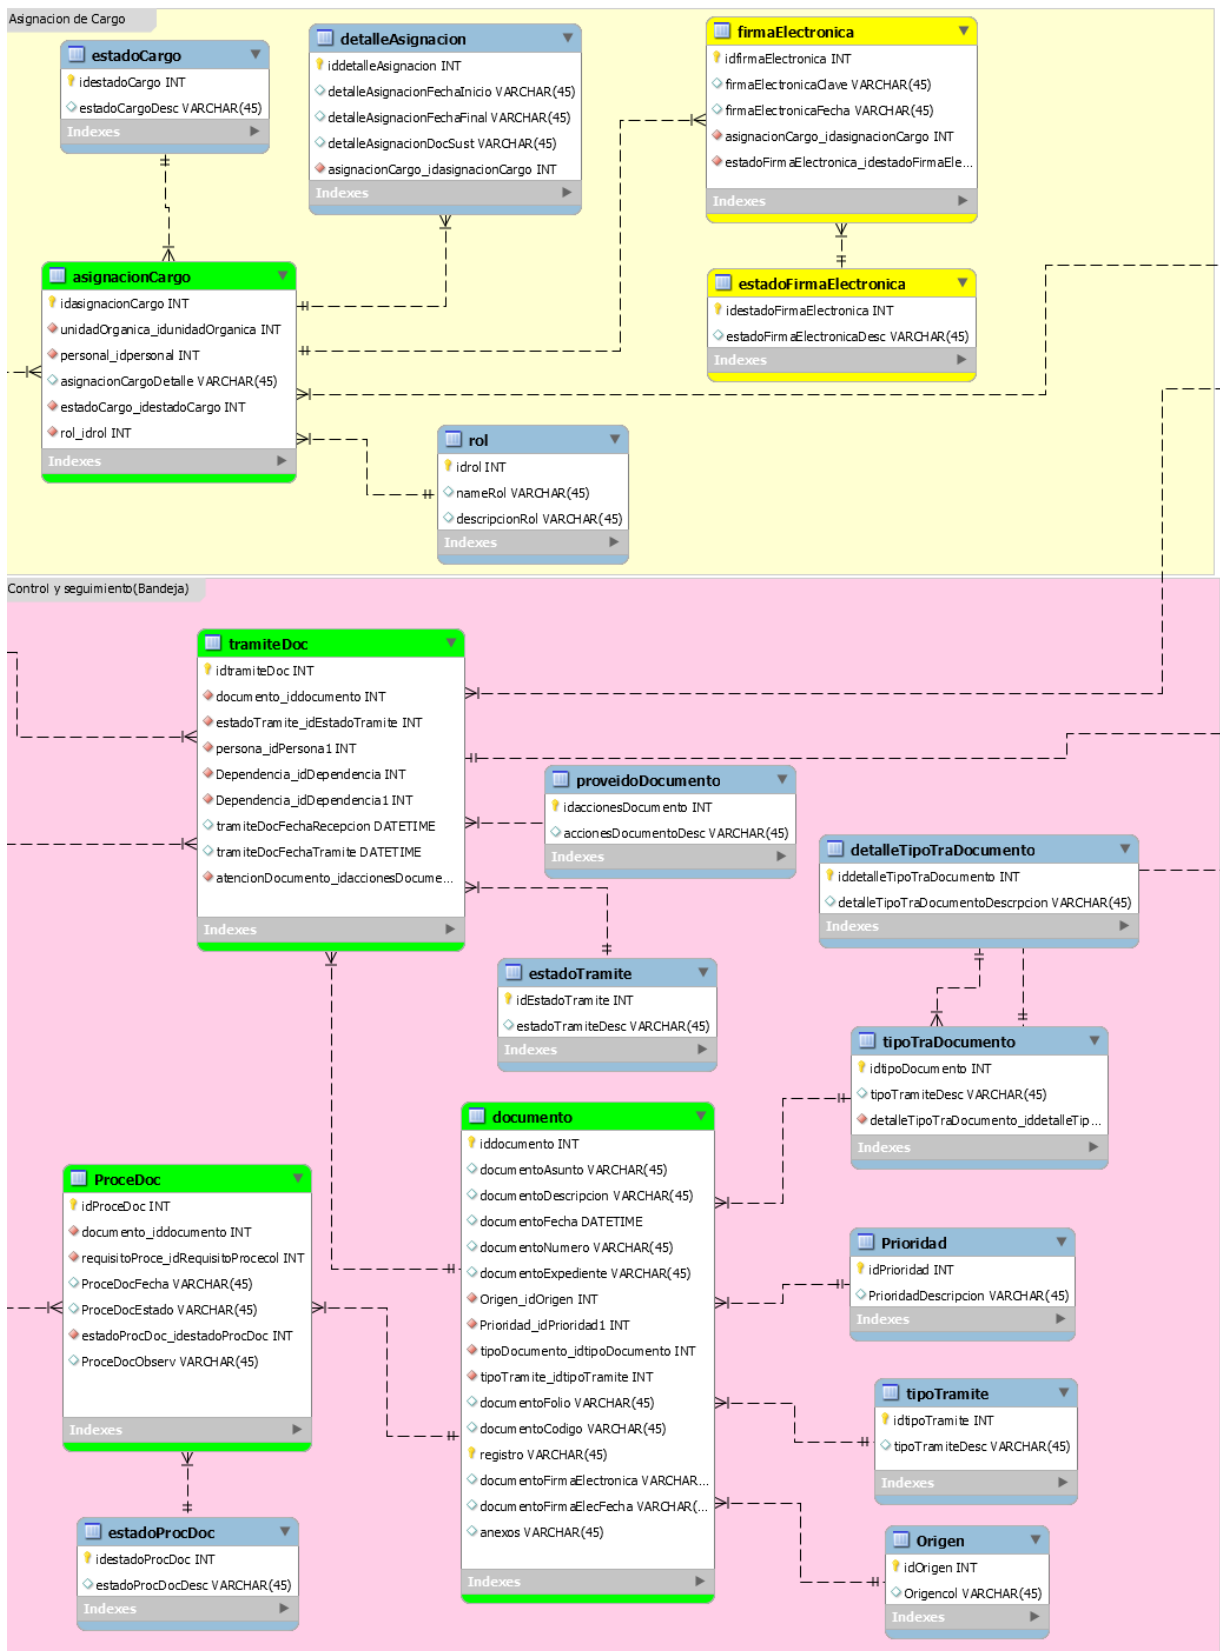 Asignacion de Cargo
estadoCargo
idestadoCargo INT
estadoCargoDesc VARCHAR(45)
Indexes
detalleAsignacion
iddetalleAsignacion INT
detalleAsignacionFechaInicio VARCHAR(45)
detalleAsignacionFechaFinal VARCHAR(45)
detalleAsignacionDocSust VARCHAR(45)
asignacionCargo_idasignacionCargo INT
Indexes
firmaElectronica
idfirmaElectronica INT
firmaElectronicaClave VARCHAR(45)
firmaElectronicaFecha VARCHAR(45)
asignacionCargo_idasignacionCargo INT
estadoFirmaElectronica_idestadoFirmaEle...
Indexes
asignacionCargo
idasignacionCargo INT
unidadOrganica_idunidadOrganica INT
personal_idpersonal INT
asignacionCargoDetalle VARCHAR(45)
estadoCargo_idestadoCargo INT
rol_idrol INT
Indexes
estadoFirmaElectronica
idestadoFirmaElectronica INT
estadoFirmaElectronicaDesc VARCHAR(45)
Indexes
rol
idrol INT
nameRol VARCHAR(45)
descripcionRol VARCHAR(45)
Indexes
Control y seguimiento(Bandeja)
tramiteDoc
idtramiteDoc INT
documento_iddocumento INT
estadoTramite_idEstadoTramite INT
persona_idPersona1 INT
Dependencia_idDependencia INT
Dependencia_idDependencia1 INT
tramiteDocFechaRecepcion DATETIME
tramiteDocFechaTramite DATETIME
atencionDocumento_idaccionesDocume...
Indexes
proveidoDocumento
idaccionesDocumento INT
accionesDocumentoDesc VARCHAR(45)
Indexes
detalleTipoTraDocumento
iddetalleTipoTraDocumento INT
detalleTipoTraDocumentoDescrpcion VARCHAR(45)
Indexes
estadoTramite
idEstadoTramite INT
estadoTramiteDesc VARCHAR(45)
Indexes
tipoTraDocumento
idtipoDocumento INT
tipoTramiteDesc VARCHAR(45)
detalleTipoTraDocumento_iddetalleTip...
Indexes
documento
iddocumento INT
documentoAsunto VARCHAR(45)
documentoDescripcion VARCHAR(45)
documentoFecha DATETIME
documentoNumero VARCHAR(45)
documentoExpediente VARCHAR(45)
Origen_idOrigen INT
Prioridad_idPrioridad1 INT
tipoDocumento_idtipoDocumento INT
tipoTramite_idtipoTramite INT
documentoFolio VARCHAR(45)
documentoCodigo VARCHAR(45)
registro VARCHAR(45)
documentoFirmaElectronica VARCHAR...
documentoFirmaElecFecha VARCHAR(...
anexos VARCHAR(45)
Indexes
ProceDoc
idProceDoc INT
documento_iddocumento INT
requisitoProce_idRequisitoProcecol INT
ProceDocFecha VARCHAR(45)
ProceDocEstado VARCHAR(45)
estadoProcDoc_idestadoProcDoc INT
ProceDocObserv VARCHAR(45)
Indexes
Prioridad
idPrioridad INT
PrioridadDescripcion VARCHAR(45)
Indexes
tipoTramite
idtipoTramite INT
tipoTramiteDesc VARCHAR(45)
Indexes
estadoProcDoc
idestadoProcDoc INT
estadoProcDocDesc VARCHAR(45)
Indexes
Origen
idOrigen INT
Origencol VARCHAR(45)
Indexes